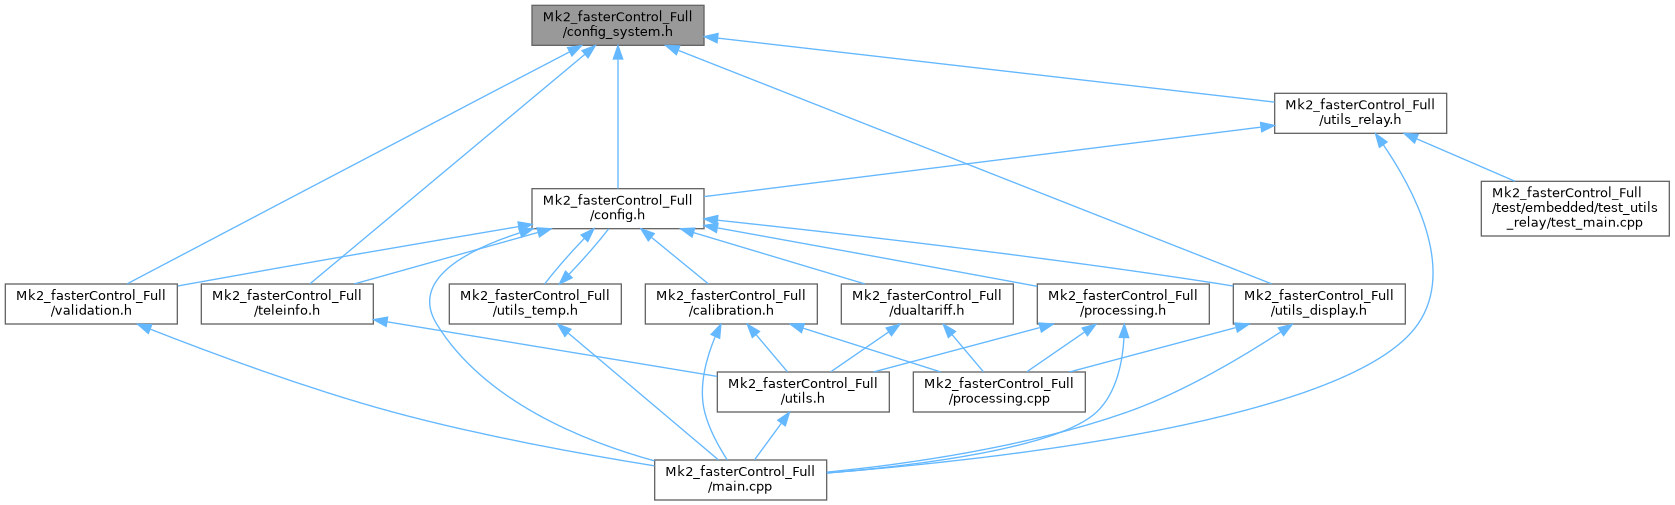 Mk2_fasterControl_Full
/config_system.h
Mk2_fasterControl_Full
/utils_relay.h
Mk2_fasterControl_Full
/test/embedded/test_utils
_relay/test_main.cpp
Mk2_fasterControl_Full
/config.h
Mk2_fasterControl_Full
/validation.h
Mk2_fasterControl_Full
/teleinfo.h
Mk2_fasterControl_Full
/utils_temp.h
Mk2_fasterControl_Full
/calibration.h
Mk2_fasterControl_Full
/dualtariff.h
Mk2_fasterControl_Full
/processing.h
Mk2_fasterControl_Full
/utils_display.h
Mk2_fasterControl_Full
/utils.h
Mk2_fasterControl_Full
/processing.cpp
Mk2_fasterControl_Full
/main.cpp